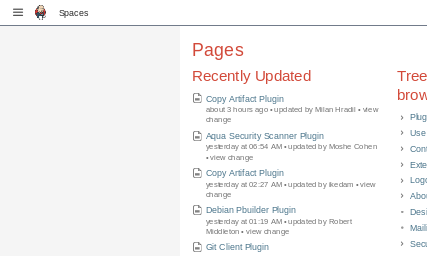 Spaces
Pages
Recently Updated
Copy Artifact Plugin
about 3 hours ago • updated by Milan Hradil • view
change
Aqua Security Scanner Plugin
yesterday at 06:54 AM • updated by Moshe Cohen
• view change
Copy Artifact Plugin
yesterday at 02:27 AM • updated by ikedam • view
change
Debian Pbuilder Plugin
yesterday at 01:19 AM • updated by Robert
Middleton • view change
Git Client Plugin
Tree
brow
Plug
Use
Cont
Exte
Logo
Abou
Desi
Maili
Secu